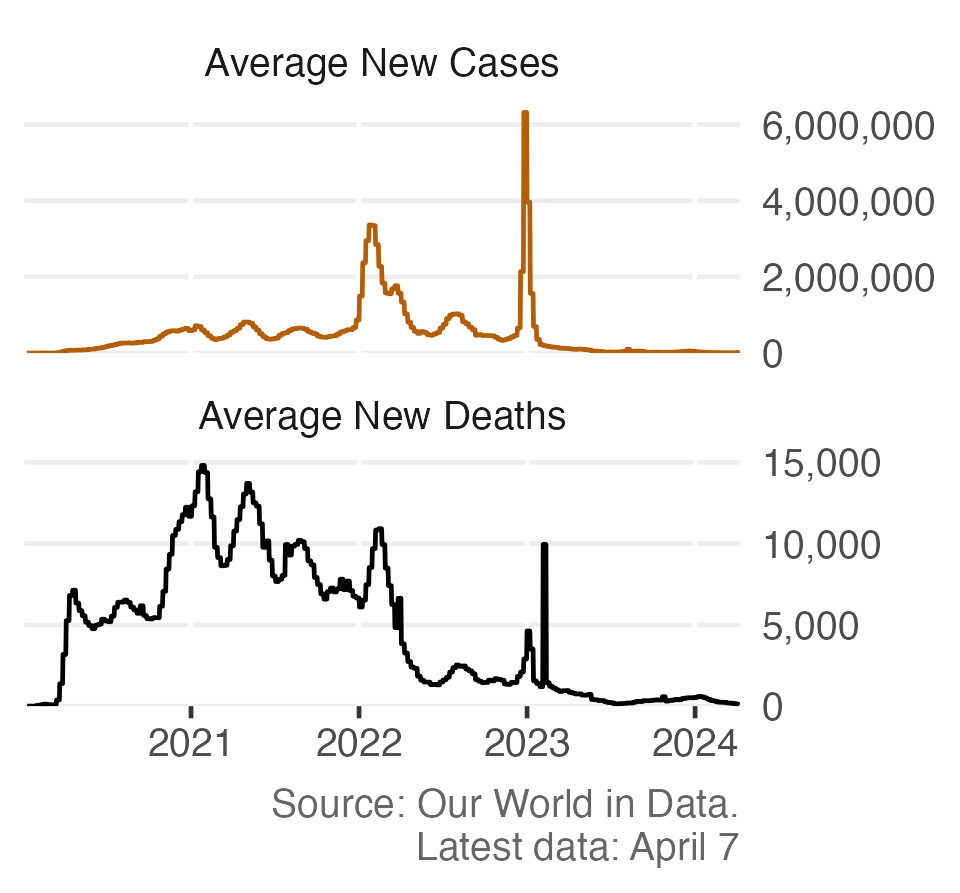 Average New Cases
6,000,000
4,000,000
2,000,000
0
Average New Deaths
15,000
10,000
5,000
0
2021 2022 2023 2024
Source: Our World in Data.
Latest data: April 7